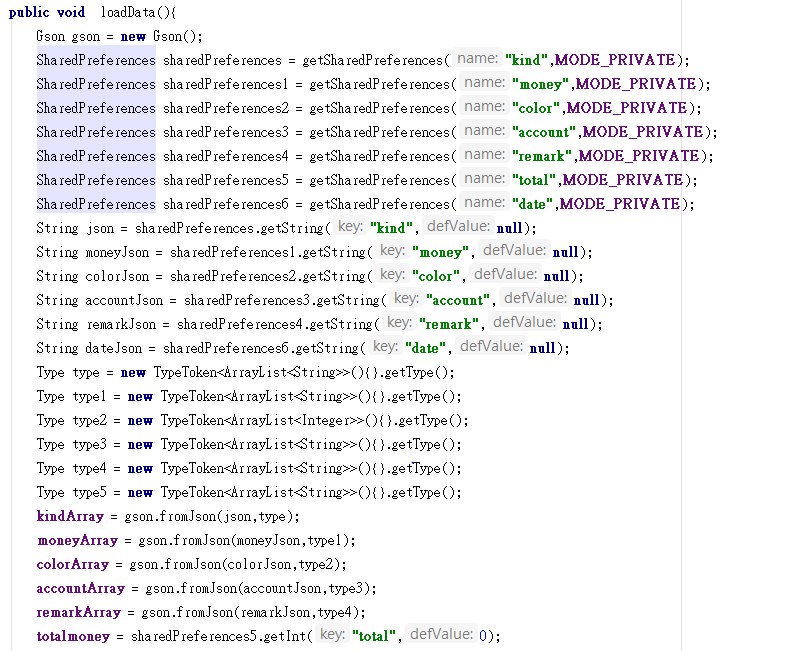 public void loadData(){
Gson gson = new Gson();
SharedPreferences sharedPreferences = getSharedPreferences( name: "kind",MODE_PRIVATE);
SharedPreferences sharedPreferences1 = getSharedPreferences( name: "money",MODE_PRIVATE);
SharedPreferences sharedPreferences2 = getSharedPreferences( name: "color",MODE_PRIVATE);
SharedPreferences sharedPreferences3 = getSharedPreferences( name: "account",MODE_PRIVATE);
SharedPreferences sharedPreferences4 = getSharedPreferences( name: "remark",MODE_PRIVATE);
SharedPreferences sharedPreferences5 = getSharedPreferences( name: "total",MODE_PRIVATE);
SharedPreferences sharedPreferences6 = getSharedPreferences( name: "date",MODE_PRIVATE);
String json = sharedPreferences.getString( key: "kind", defValue: null);
String moneyJson = sharedPreferences1.getString( key: "money", defValue: null);
String colorJson = sharedPreferences2.getString( key: "color", defValue: null);
String accountJson = sharedPreferences3.getString( key: "account", defValue: null);
String remarkJson = sharedPreferences4.getString( key: "remark", defValue: null);
String dateJson = sharedPreferences6.getString( key: "date", defValue: null);
Type type = new TypeToken<ArrayList<String>>(){}.getType();
Type type1 = new TypeToken<ArrayList<String>>(){}.getType();
Type type2 = new TypeToken<ArrayList<Integer>>(){}.getType();
Type type3 = new TypeToken<ArrayList<String>>(){}.getType();
Type type4 = new TypeToken<ArrayList<String>>(){}.getType();
Type type5 = new TypeToken<ArrayList<String>>(){}.getType();
kindArray = gson.fromJson(json,type);
moneyArray = gson.fromJson(moneyJson,type1);
colorArray = gson.fromJson(colorJson,type2);
accountArray = gson.fromJson(accountJson,type3);
remarkArray = gson.fromJson(remarkJson,type4);
totalmoney = sharedPreferences5.getInt( key: "total", defValue: 0);